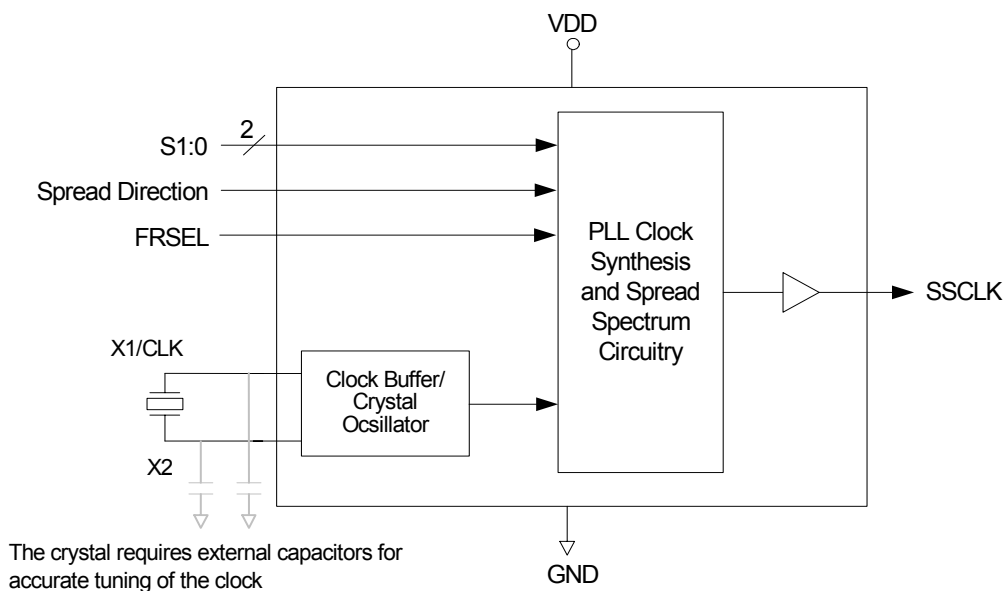 VDD
2
S1:0
Spread Direction
FRSEL
PLL Clock
Synthesis
and Spread
Spectrum
Circuitry
SSCLK
X1/CLK
Clock Buffer/
Crystal
Ocsillator
X2
The crystal requires external capacitors for
accurate tuning of the clock
GND